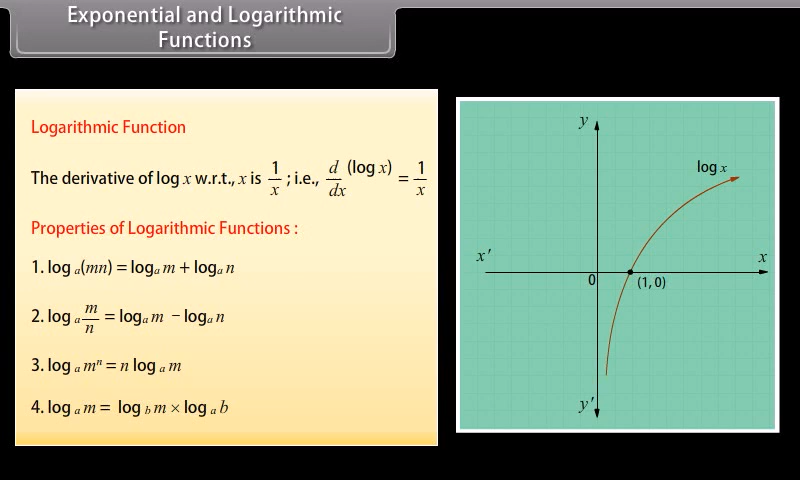 Exponential and Logarithmic
Functions
Logarithmic Function
The derivative of log x w.r.t., x is 1/x ; i.e., d/dx (log x) = 1/x
Properties of Logarithmic Functions :
1. log ₐ(mn) = logₐ m + logₐ n
2. log ₐ m/n = logₐ m − logₐ n
3. log ₐ mⁿ = n log ₐ m
4. log ₐ m = log b m × log ₐ b
y
log x
x′
x
0
(1, 0)
y′